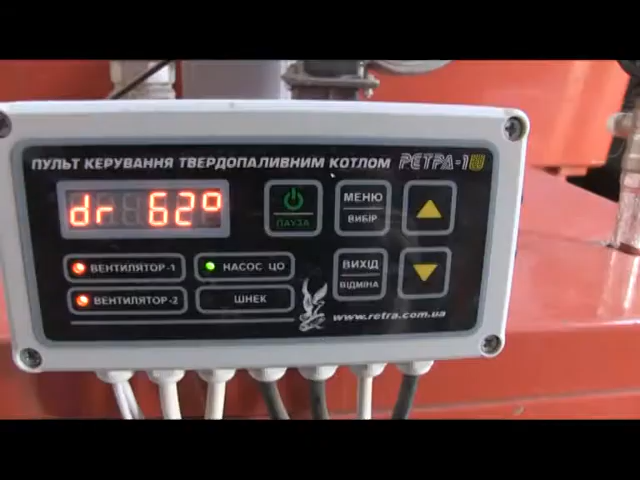 ПУЛЬТ КЕРУВАННЯ ТВЕРДОПАЛИВНИМ КОТЛОМ РЕТРА-1Ш
dr 62°
ПАУЗА
МЕНЮ
ВИБІР
ВЕНТИЛЯТОР-1
НАСОС ЦО
ВИХІД
ВІДМІНА
ВЕНТИЛЯТОР-2
ШНЕК
www.retra.com.ua